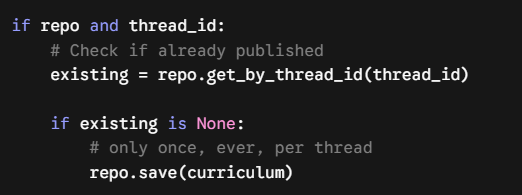 if repo and thread_id:
    # Check if already published
    existing = repo.get_by_thread_id(thread_id)

    if existing is None:
        # only once, ever, per thread
        repo.save(curriculum)